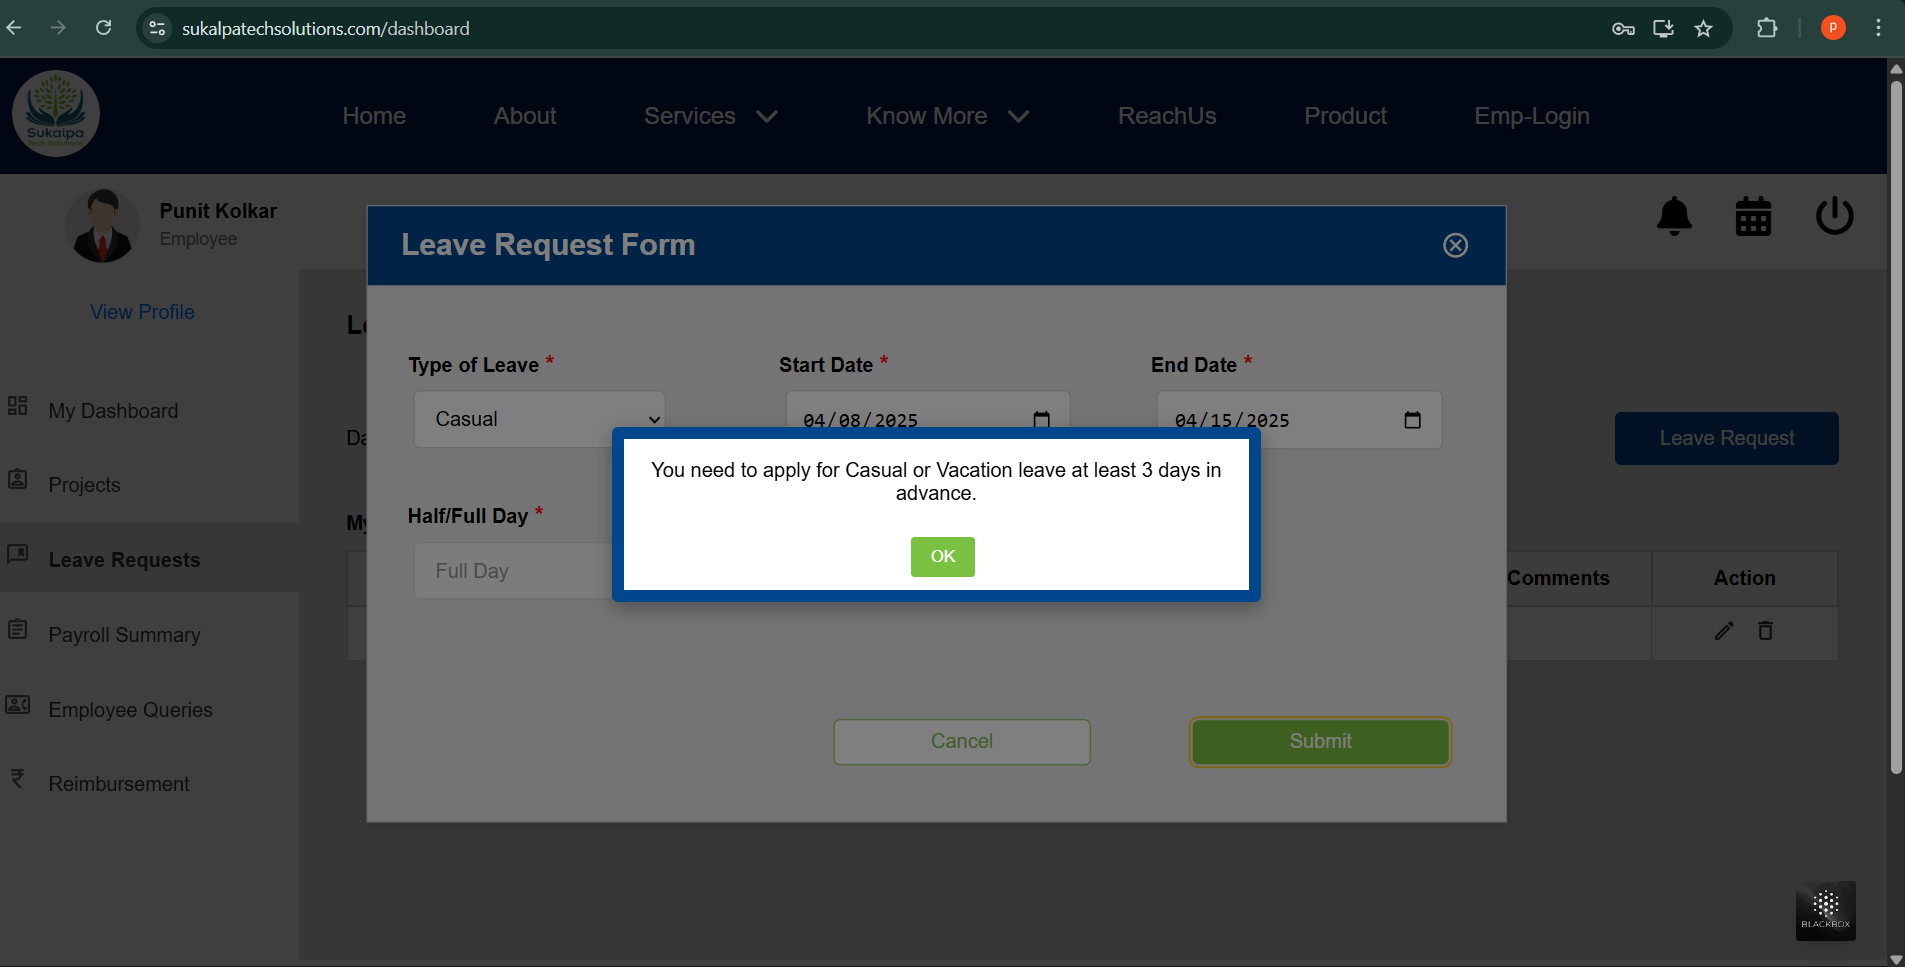 sukalpatechsolutions.com/dashboard
P
Sukalpa
Tech Solutions
Home About Services Know More ReachUs Product Emp-Login
Punit Kolkar
Employee
View Profile
My Dashboard
Projects
Leave Requests
Payroll Summary
Employee Queries
Reimbursement
Leave Request Form
Type of Leave * Start Date * End Date *
Casual 04/08/2025 04/15/2025
Leave Request
You need to apply for Casual or Vacation leave at least 3 days in
advance.
OK
Half/Full Day *
Full Day
Comments Action
Cancel Submit
BLACKBOX